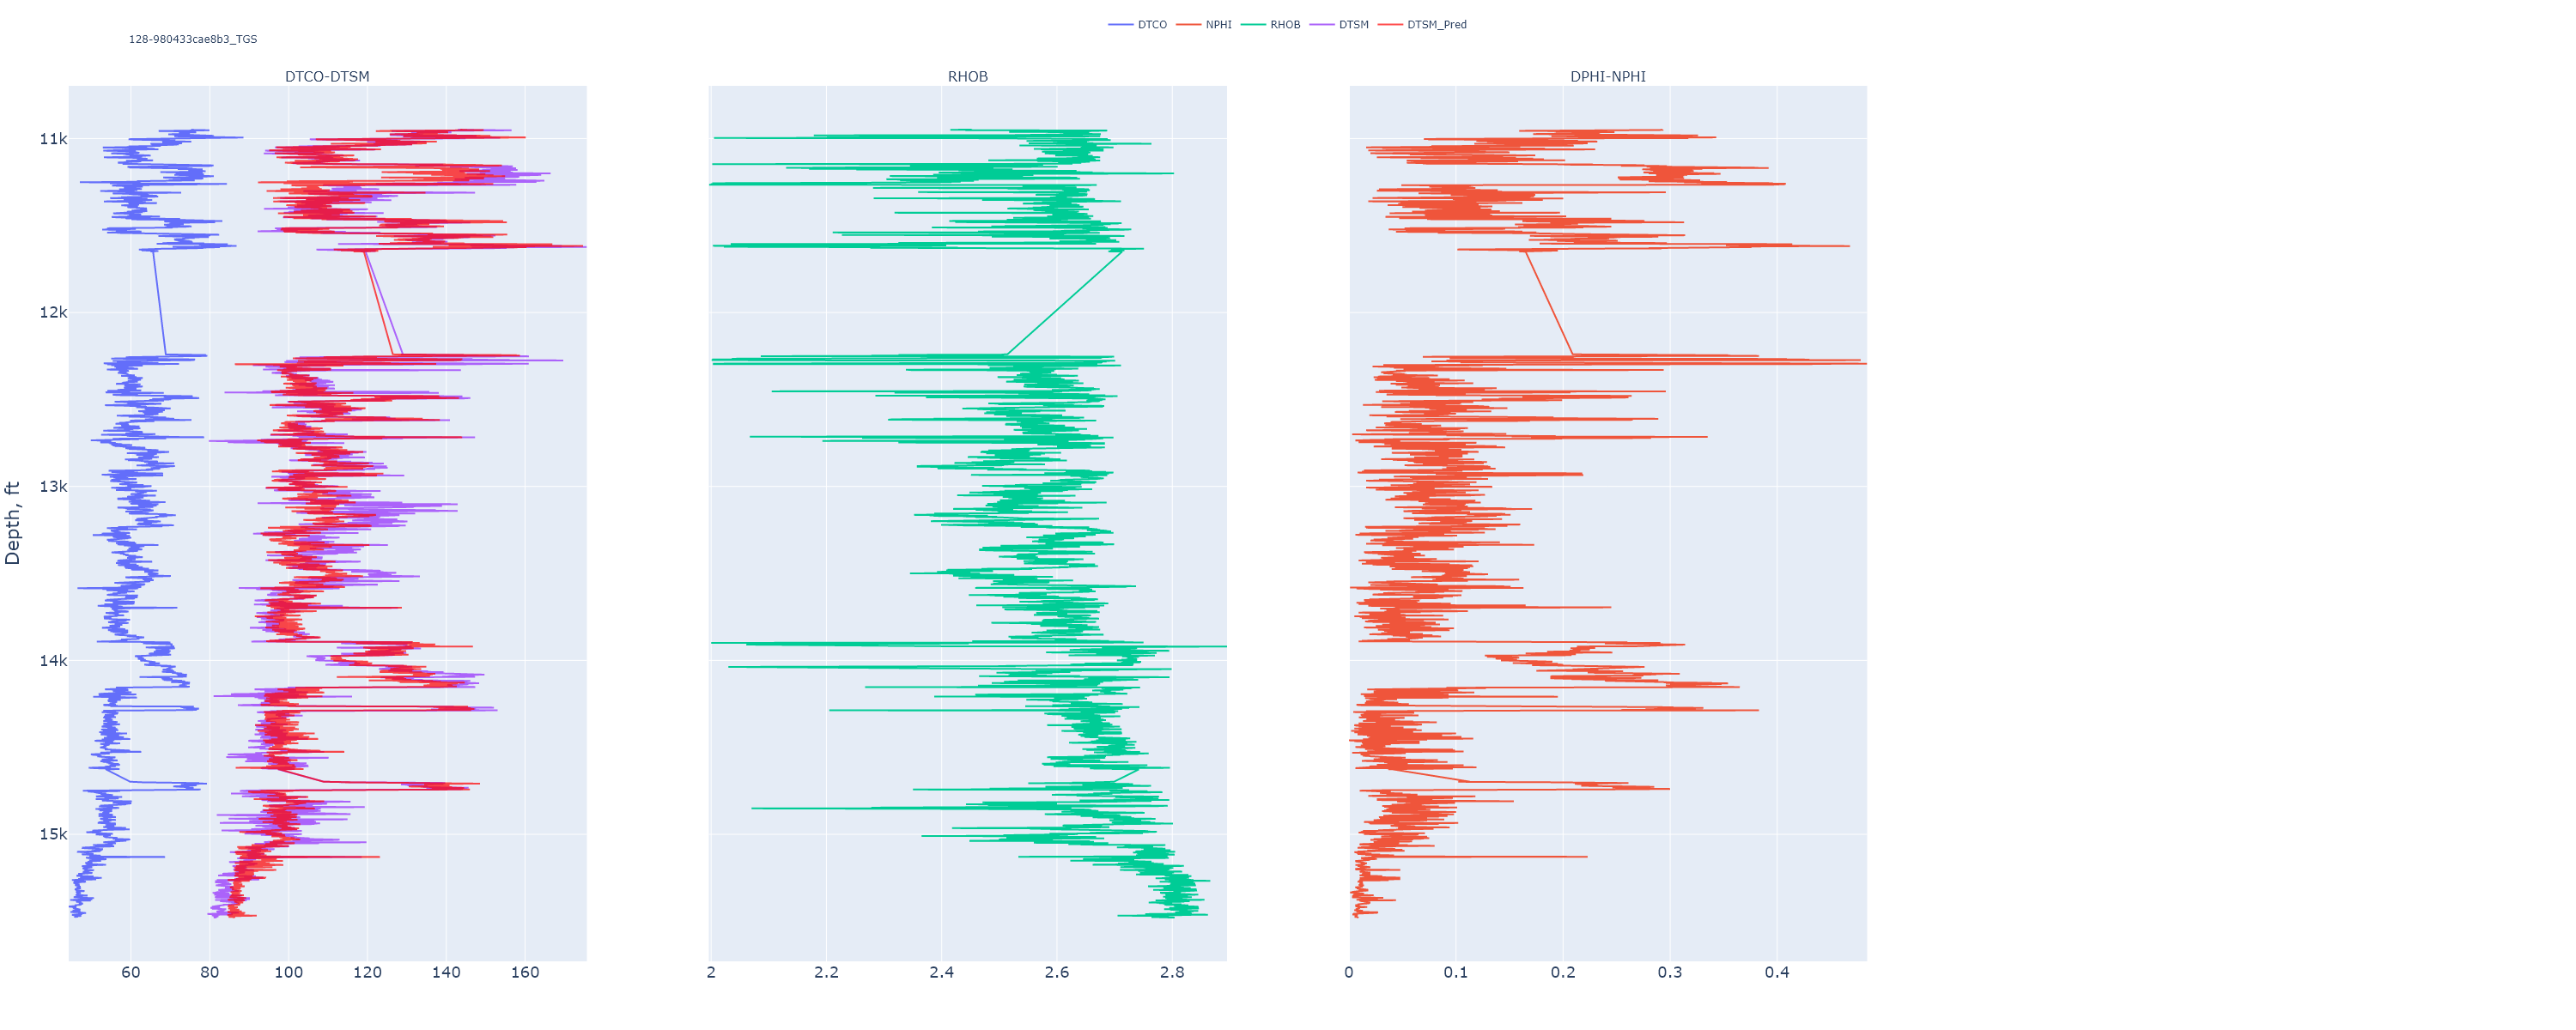 DTCO NPHI RHOB DTSM DTSM_Pred
128-980433cae8b3_TGS
DTCO-DTSM RHOB DPHI-NPHI
11k
12k
13k
14k
15k
Depth, ft
60 80 100 120 140 160
2 2.2 2.4 2.6 2.8
0 0.1 0.2 0.3 0.4